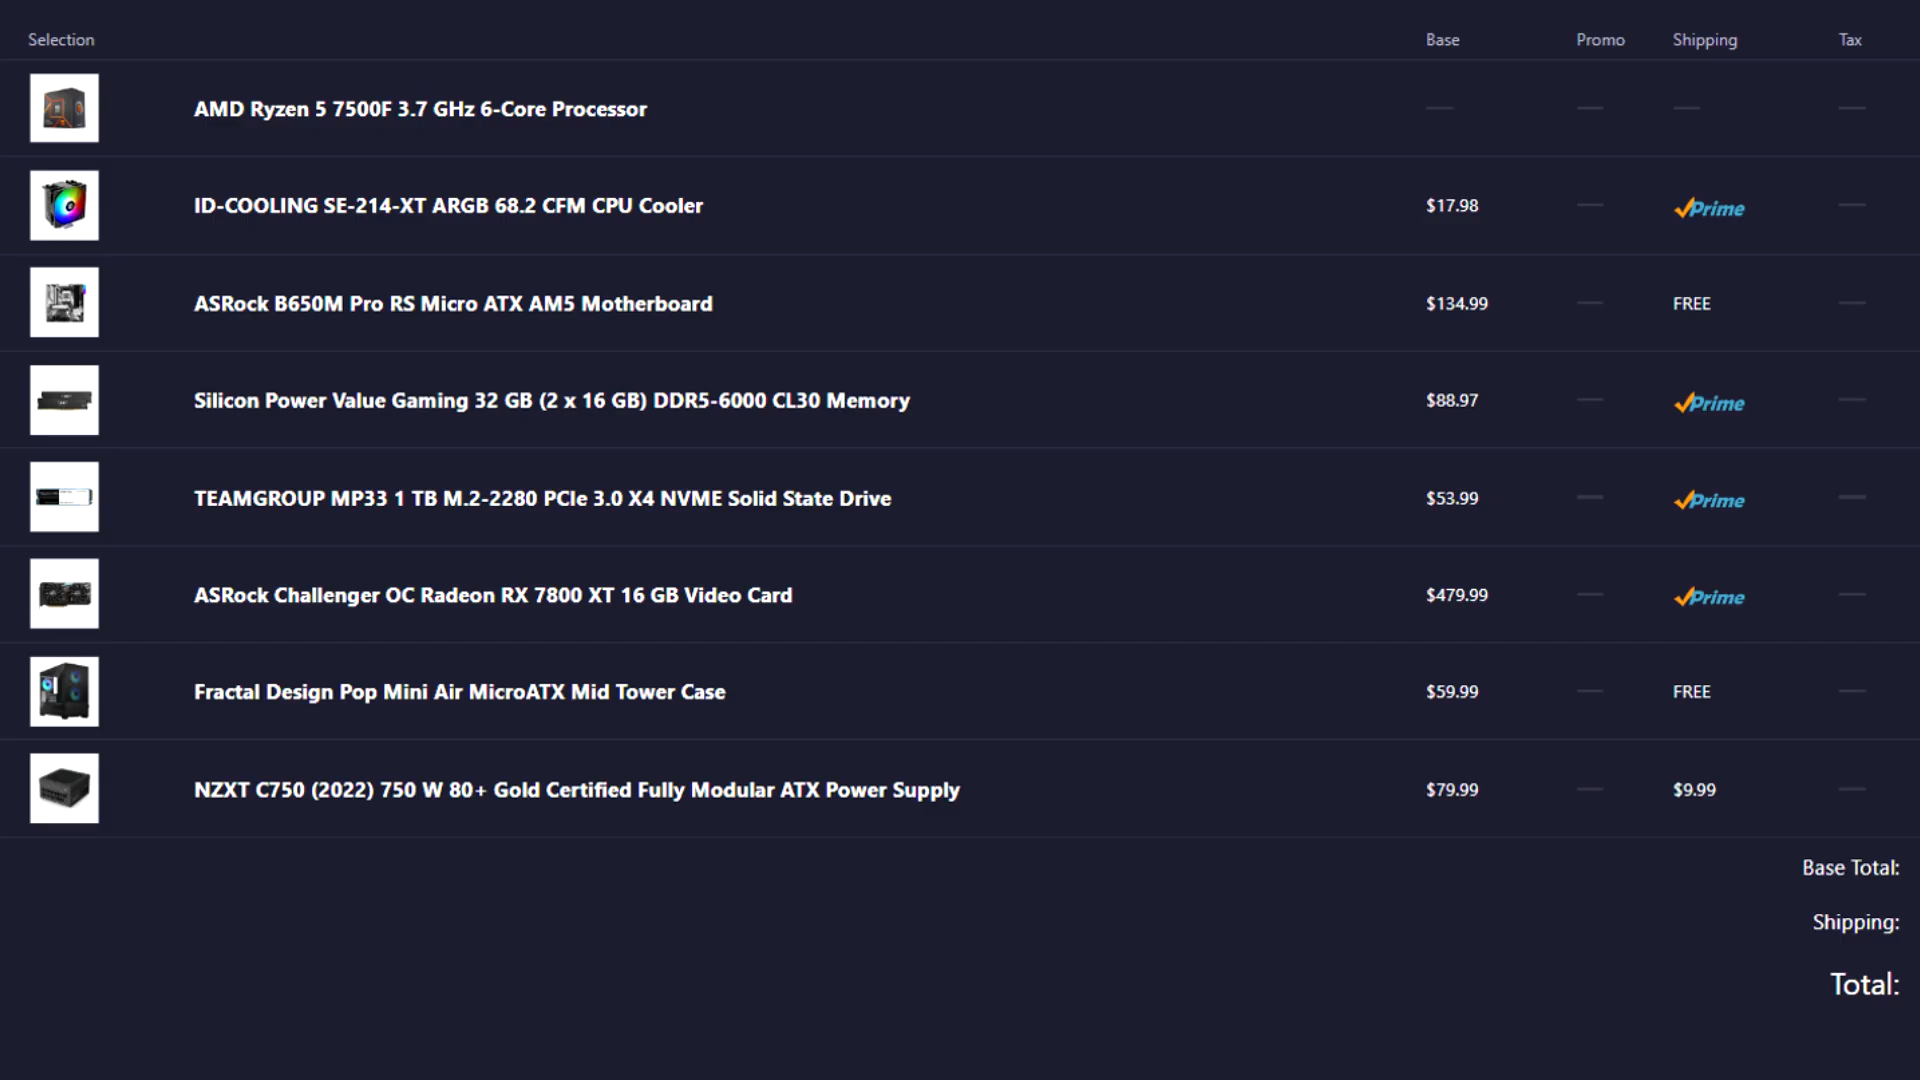 Selection Base Promo Shipping Tax
AMD Ryzen 5 7500F 3.7 GHz 6-Core Processor — — — —
ID-COOLING SE-214-XT ARGB 68.2 CFM CPU Cooler $17.98 — Prime —
ASRock B650M Pro RS Micro ATX AM5 Motherboard $134.99 — FREE —
Silicon Power Value Gaming 32 GB (2 x 16 GB) DDR5-6000 CL30 Memory $88.97 — Prime —
TEAMGROUP MP33 1 TB M.2-2280 PCIe 3.0 X4 NVME Solid State Drive $53.99 — Prime —
ASRock Challenger OC Radeon RX 7800 XT 16 GB Video Card $479.99 — Prime —
Fractal Design Pop Mini Air MicroATX Mid Tower Case $59.99 — FREE —
NZXT C750 (2022) 750 W 80+ Gold Certified Fully Modular ATX Power Supply $79.99 — $9.99 —
Base Total:
Shipping:
Total: